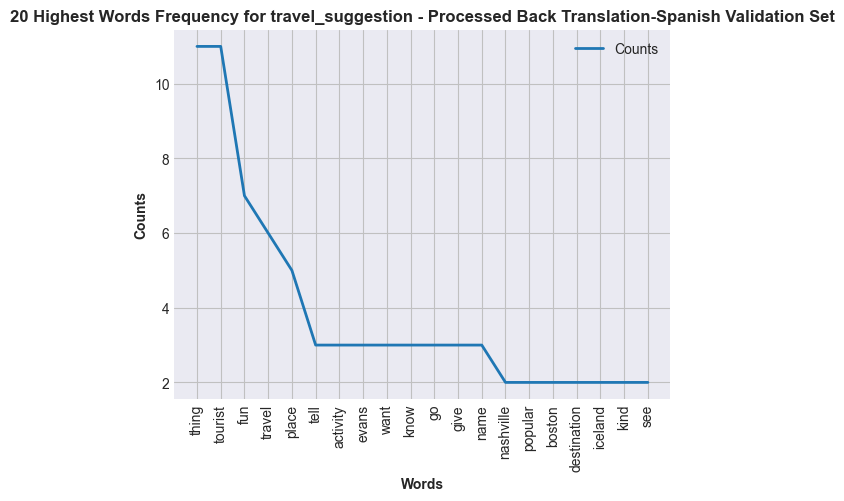 20 Highest Words Frequency for travel_suggestion - Processed Back Translation-Spanish Validation Set
Counts
10
8
6
4
2
Counts
thing
tourist
fun
travel
place
tell
activity
evans
want
know
go
give
name
nashville
popular
boston
destination
iceland
kind
see
Words